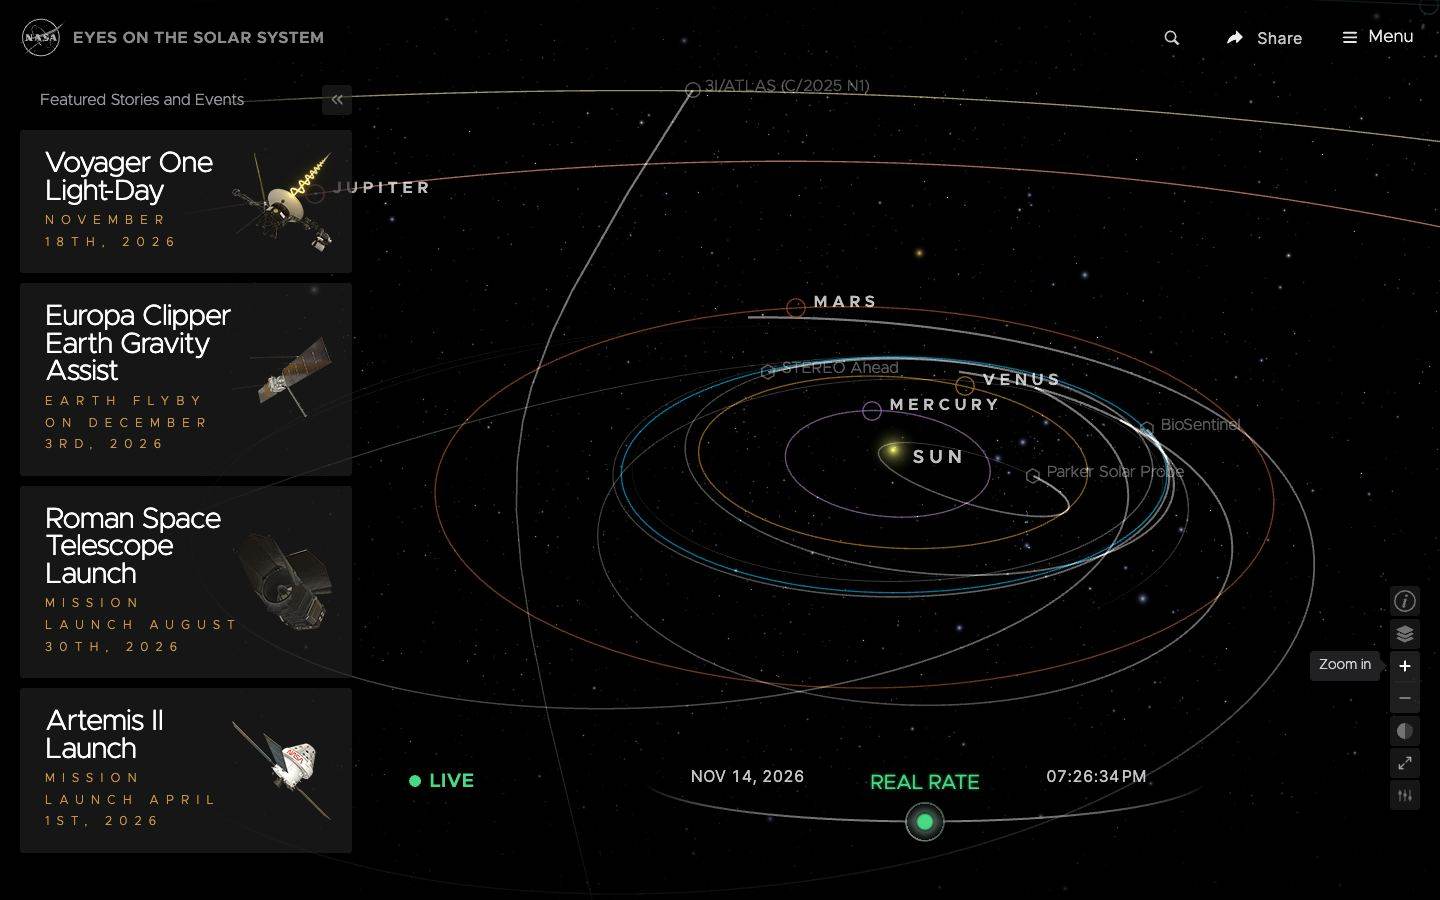 NASA
EYES ON THE SOLAR SYSTEM
Share
Menu
Featured Stories and Events
3I/ATLAS (C/2025 N1)
Voyager One
Light-Day
NOVEMBER
18TH, 2026
JUPITER
Europa Clipper
Earth Gravity
Assist
EARTH FLYBY
ON DECEMBER
3RD, 2026
MARS
STEREO Ahead
VENUS
MERCURY
BioSentinel
SUN
Parker Solar Probe
Roman Space
Telescope
Launch
MISSION
LAUNCH AUGUST
30TH, 2026
Zoom in
Artemis II
Launch
MISSION
LAUNCH APRIL
1ST, 2026
NASA
LIVE
NOV 14, 2026
REAL RATE
07:26:34 PM